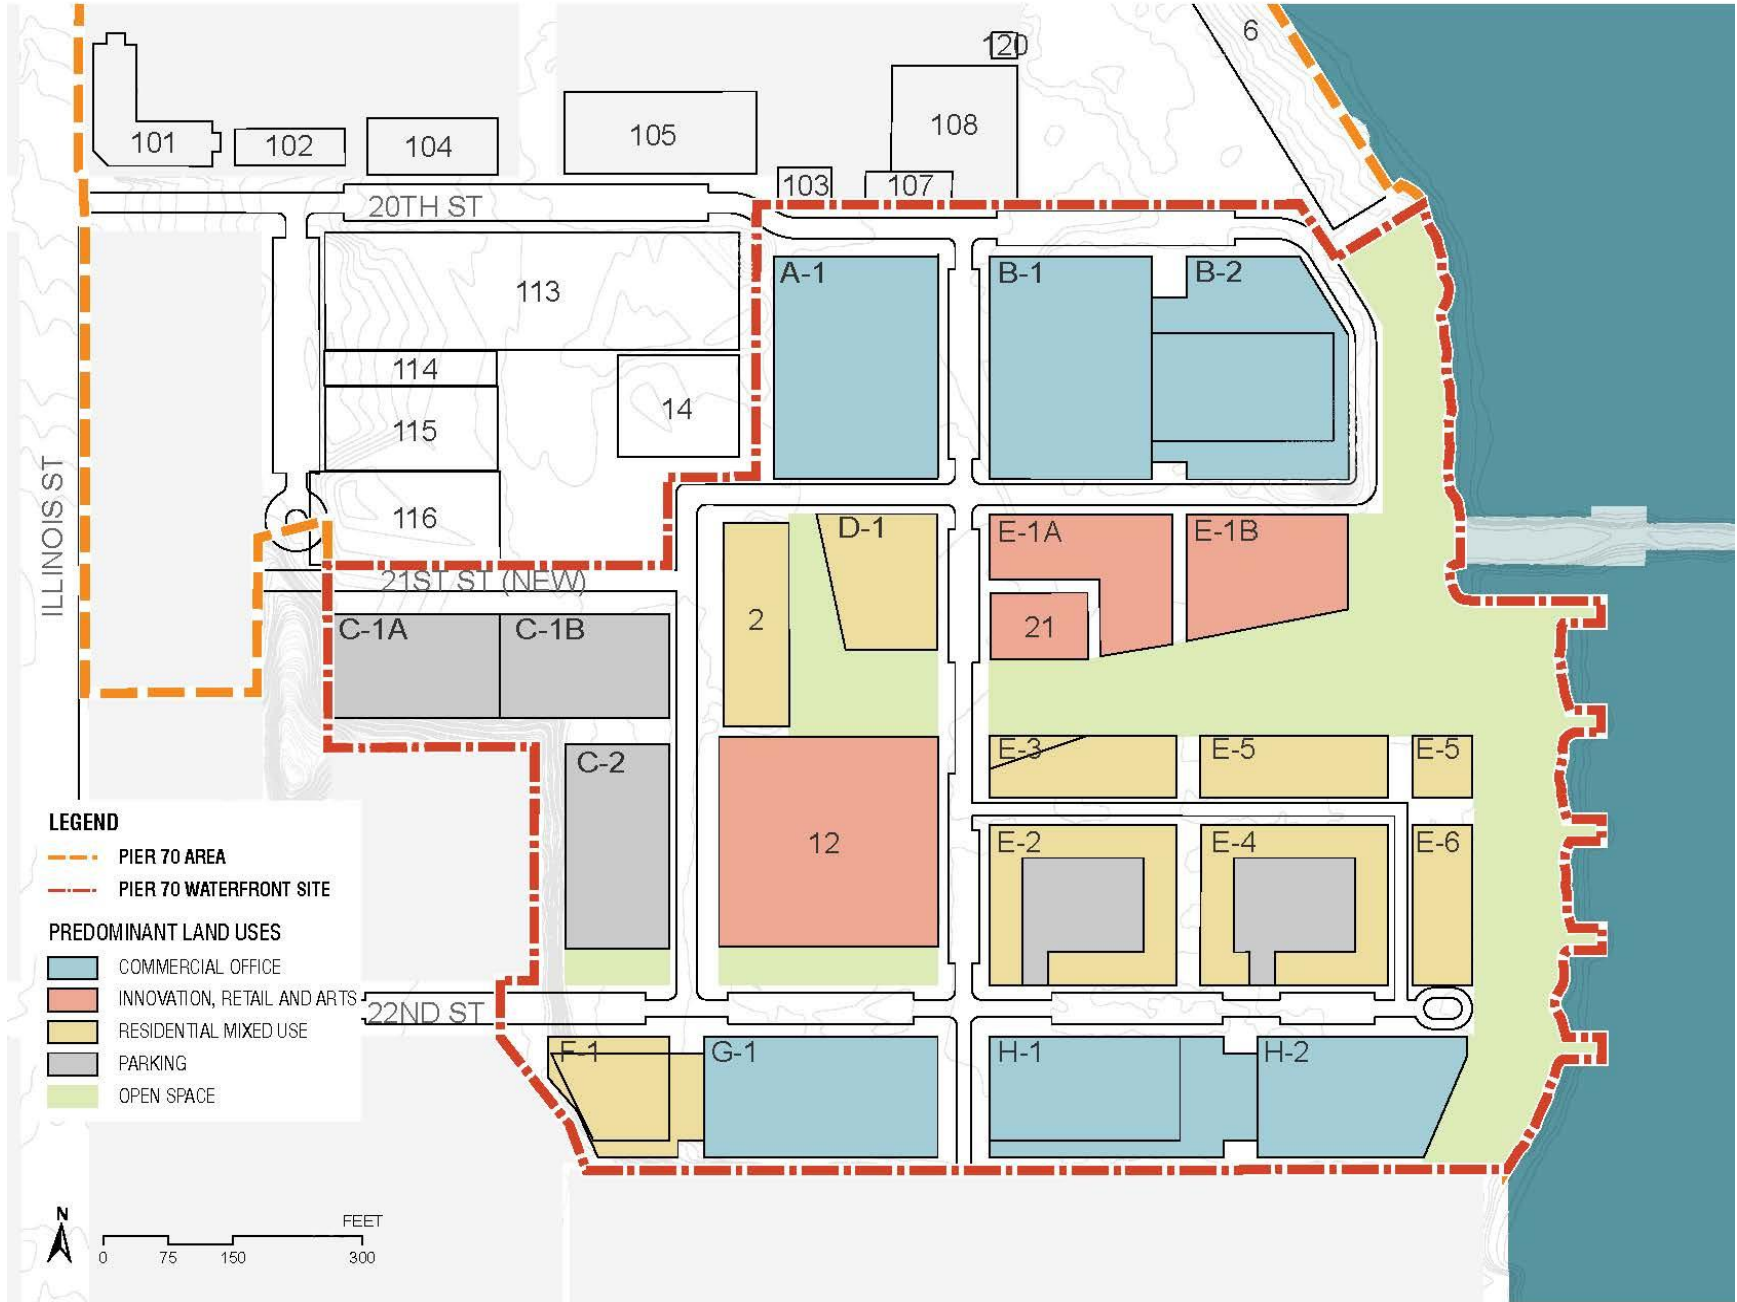 6
120
101
102
104
105
108
103
107
20TH ST
113
A-1
B-1
B-2
114
14
115
116
ILLINOIS ST
D-1
E-1A
E-1B
21ST ST (NEW)
C-1A
C-1B
2
21
C-2
E-3
E-5
E-5
12
E-2
E-4
E-6
LEGEND
PIER 70 AREA
PIER 70 WATERFRONT SITE
PREDOMINANT LAND USES
COMMERCIAL OFFICE
INNOVATION, RETAIL AND ARTS
RESIDENTIAL MIXED USE
PARKING
OPEN SPACE
22ND ST
F-1
G-1
H-1
H-2
N
FEET
0 75 150 300